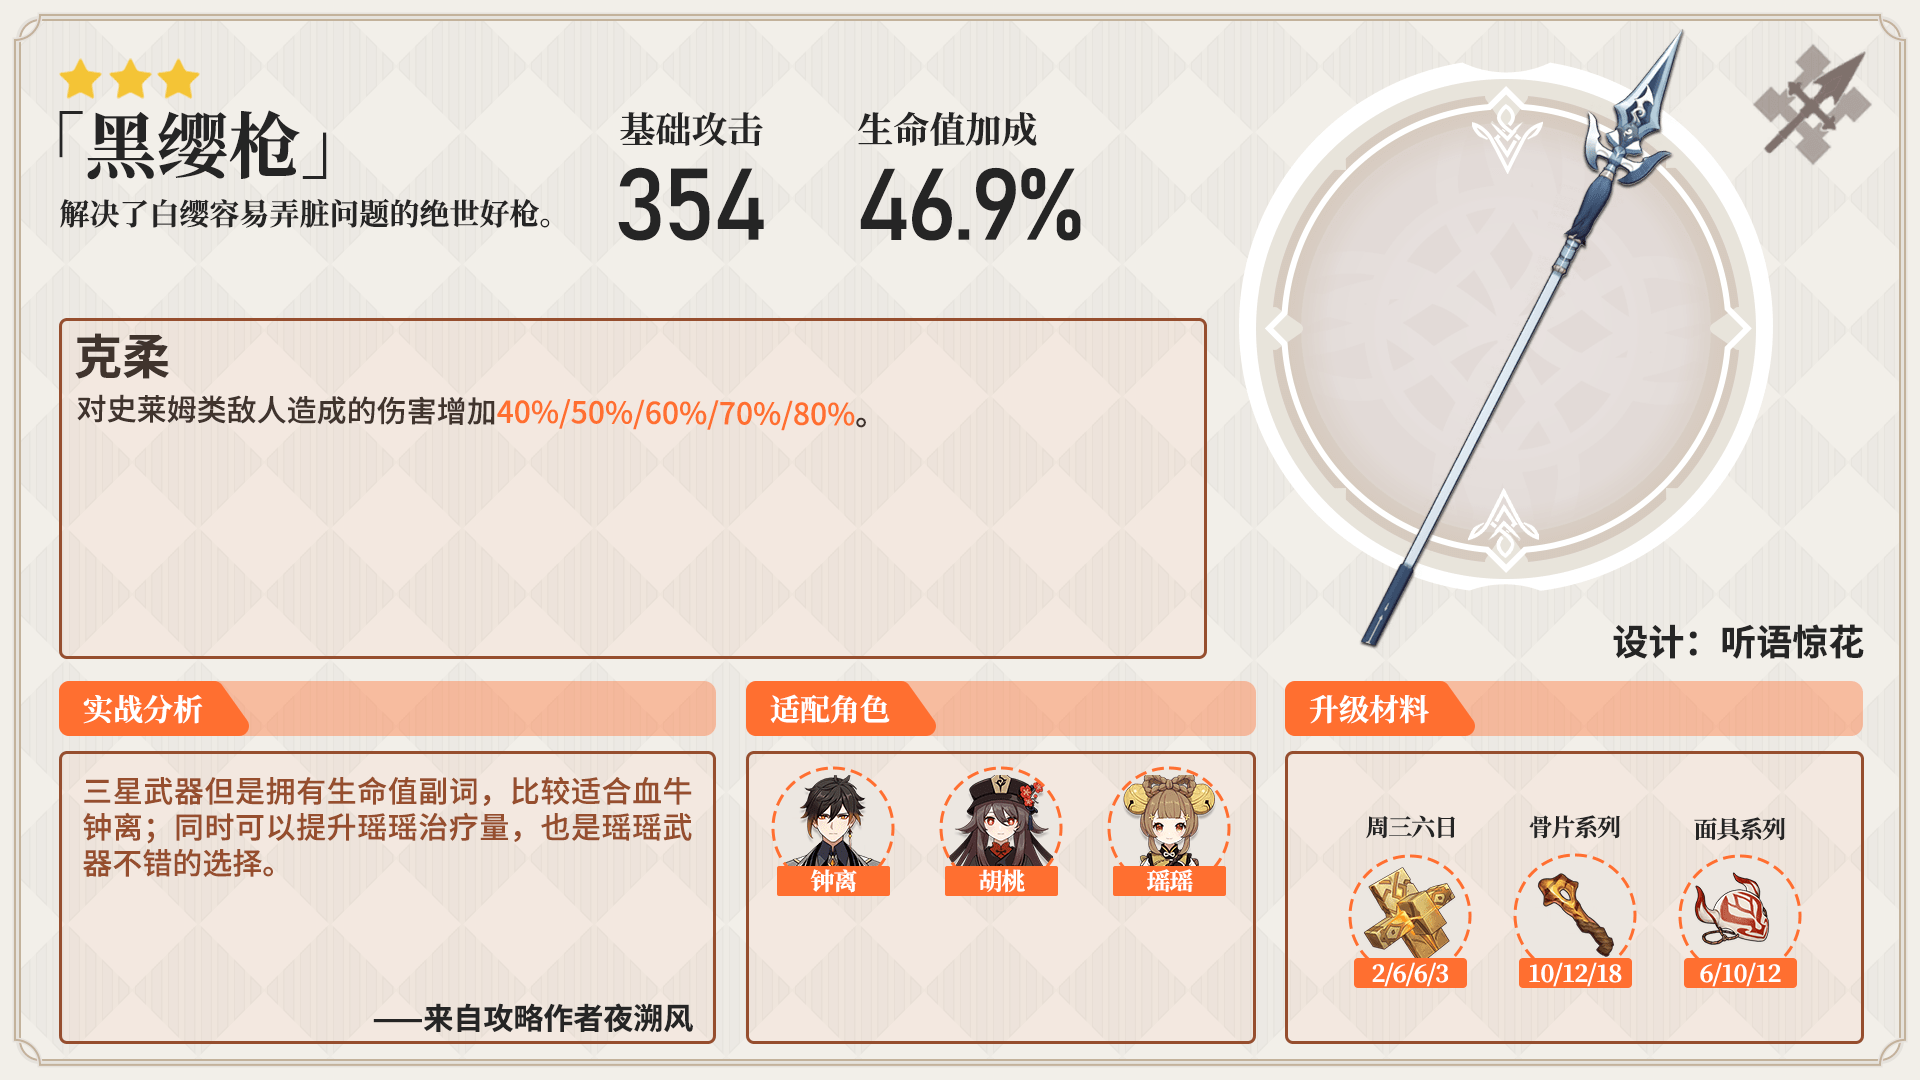 「黑缨枪」
解决了白缨容易弄脏问题的绝世好枪。
基础攻击
354
生命值加成
46.9%
克柔
对史莱姆类敌人造成的伤害增加40%/50%/60%/70%/80%。
设计：听语惊花
实战分析
三星武器但是拥有生命值副词，比较适合血牛
钟离；同时可以提升瑶瑶治疗量，也是瑶瑶武
器不错的选择。
——来自攻略作者夜溯风
适配角色
钟离
胡桃
瑶瑶
升级材料
周三六日
骨片系列
面具系列
2/6/6/3
10/12/18
6/10/12